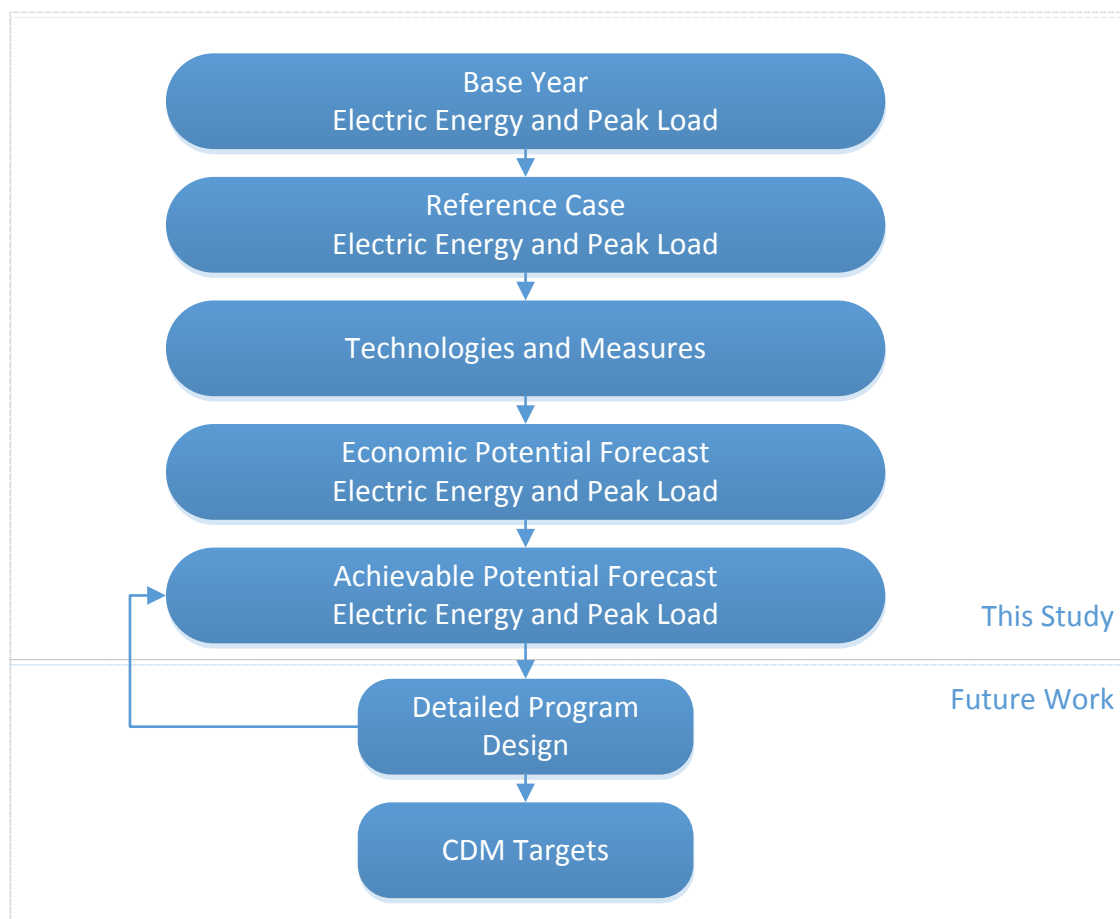 Base Year
Electric Energy and Peak Load
Reference Case
Electric Energy and Peak Load
Technologies and Measures
Economic Potential Forecast
Electric Energy and Peak Load
Achievable Potential Forecast
Electric Energy and Peak Load
This Study
Future Work
Detailed Program
Design
CDM Targets